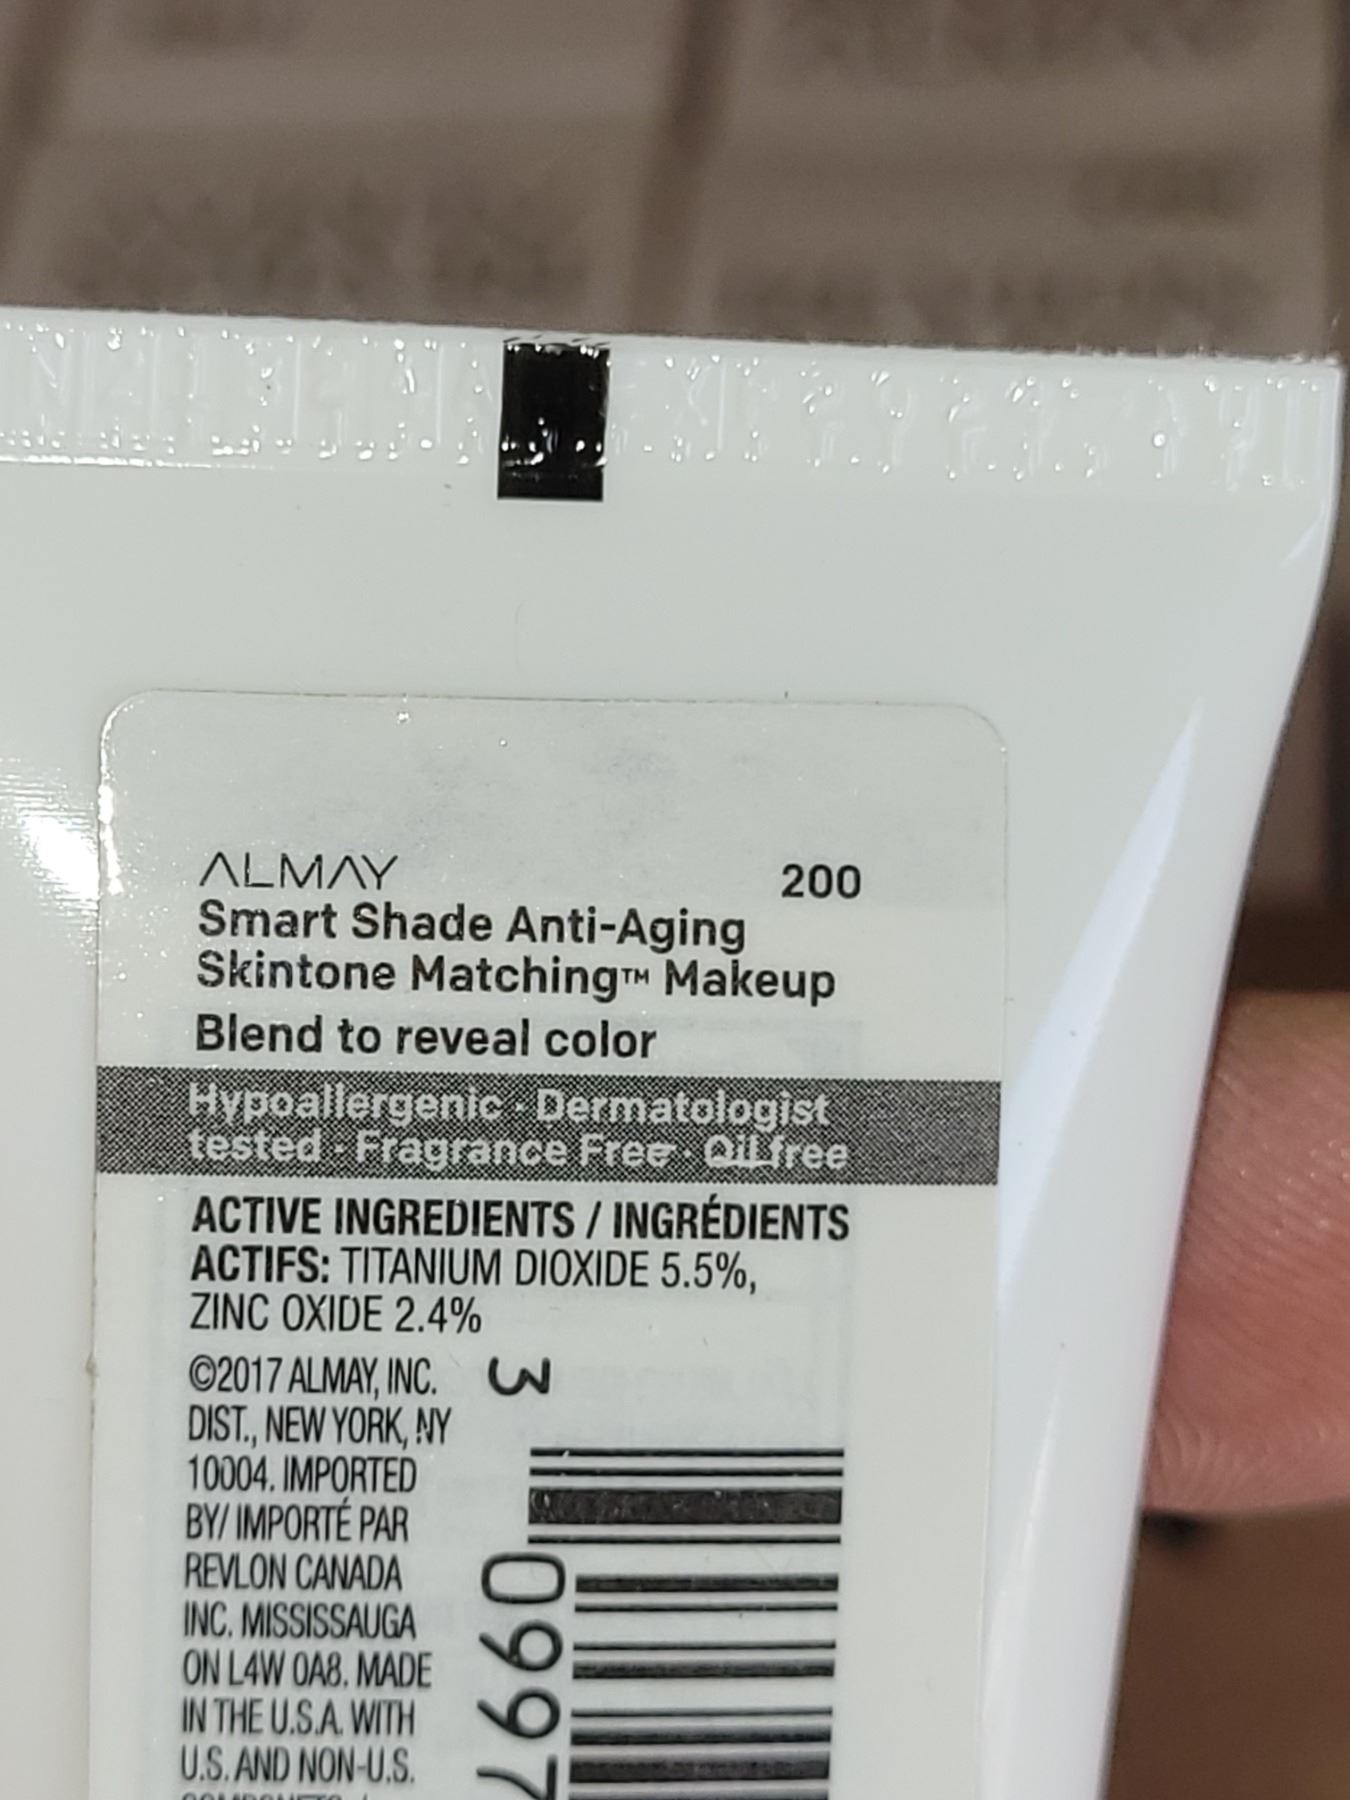 ALMAY 200
Smart Shade Anti-Aging
Skintone Matching™ Makeup
Blend to reveal color
Hypoallergenic · Dermatologist
tested · Fragrance Free · Oil free
ACTIVE INGREDIENTS / INGRÉDIENTS
ACTIFS: TITANIUM DIOXIDE 5.5%,
ZINC OXIDE 2.4%
©2017 ALMAY, INC.
DIST., NEW YORK, NY
10004. IMPORTED
BY/ IMPORTÉ PAR
REVLON CANADA
INC. MISSISSAUGA
ON L4W 0A8. MADE
IN THE U.S.A. WITH
U.S. AND NON-U.S.
3 0997